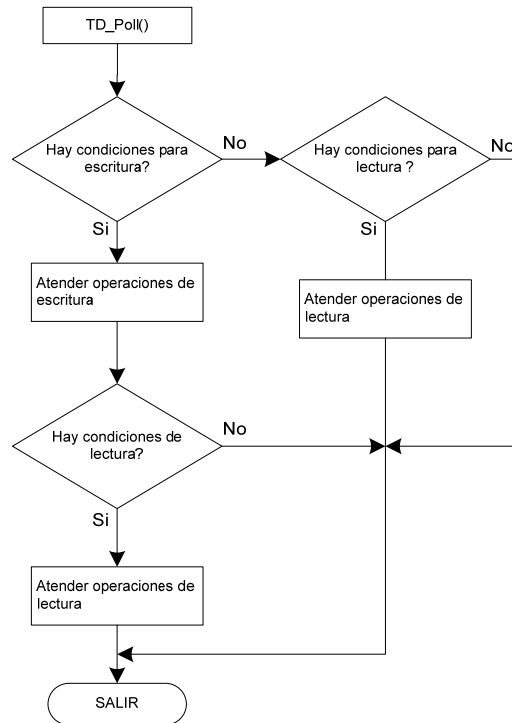 TD_Poll()
Hay condiciones para
escritura?
No
Hay condiciones para
lectura ?
No
Si
Si
Atender operaciones de
escritura
Atender operaciones de
lectura
Hay condiciones de
lectura?
No
Si
Atender operaciones de
lectura
SALIR